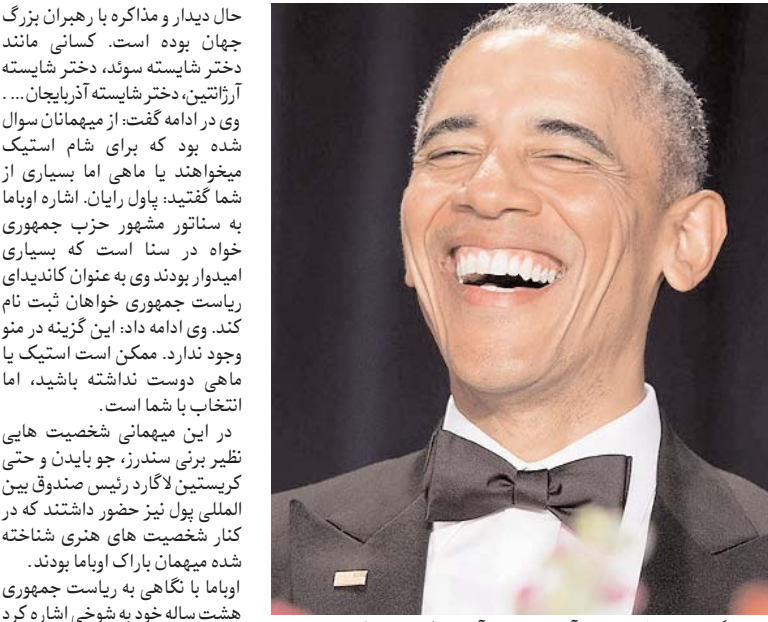 حال دیدار و مذاکره با رهبران بزرگ
جهان بوده است. کسانی مانند
دختر شایسته سوئد، دختر شایسته
آرژانتین، دختر شایسته آذربایجان... .
وی در ادامه گفت: از میهمانان سوال
شده بود که برای شام استیک
میخواهند یا ماهی اما بسیاری از
شما گفتید: پاول رایان. اشاره اوباما
به سناتور مشهور حزب جمهوری
خواه در سنا است که بسیاری
امیدوار بودند وی به عنوان کاندیدای
ریاست جمهوری خواهان ثبت نام
کند. وی ادامه داد: این گزینه در منو
وجود ندارد. ممکن است استیک یا
ماهی دوست نداشته باشید، اما
انتخاب با شما است.
در این میهمانی شخصیت هایی
نظیر برنی سندرز، جو بایدن و حتی
کریستین لاگارد رئیس صندوق بین
المللی پول نیز حضور داشتند که در
کنار شخصیت های هنری شناخته
شده میهمان باراک اوباما بودند.
اوباما با نگاهی به ریاست جمهوری
هشت ساله خود به شوخی اشاره کرد